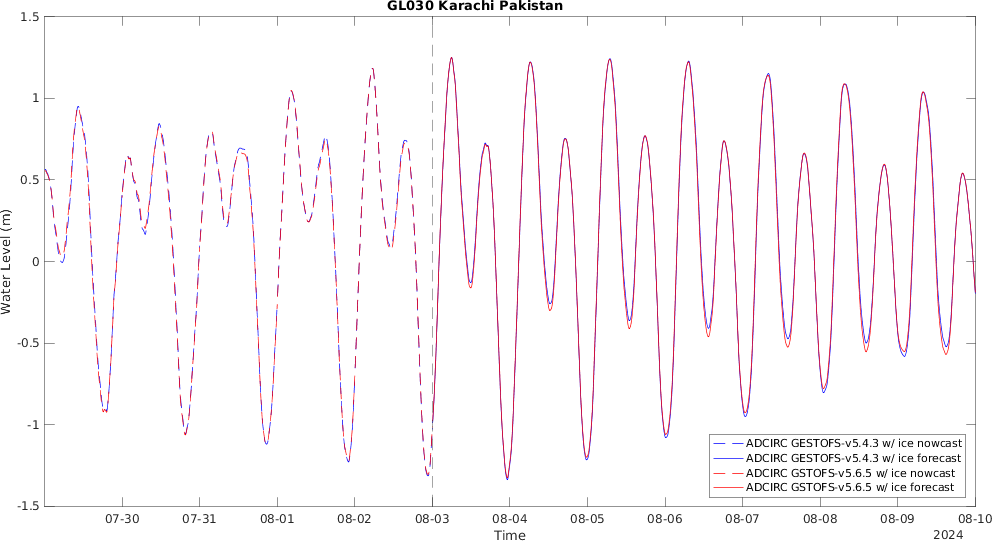 GL030 Karachi Pakistan
1.5
1
0.5
0
-0.5
-1
-1.5
Water Level (m)
ADCIRC GESTOFS-v5.4.3 w/ ice nowcast
ADCIRC GESTOFS-v5.4.3 w/ ice forecast
ADCIRC GSTOFS-v5.6.5 w/ ice nowcast
ADCIRC GSTOFS-v5.6.5 w/ ice forecast
07-30 07-31 08-01 08-02 08-03 08-04 08-05 08-06 08-07 08-08 08-09 08-10
Time
2024